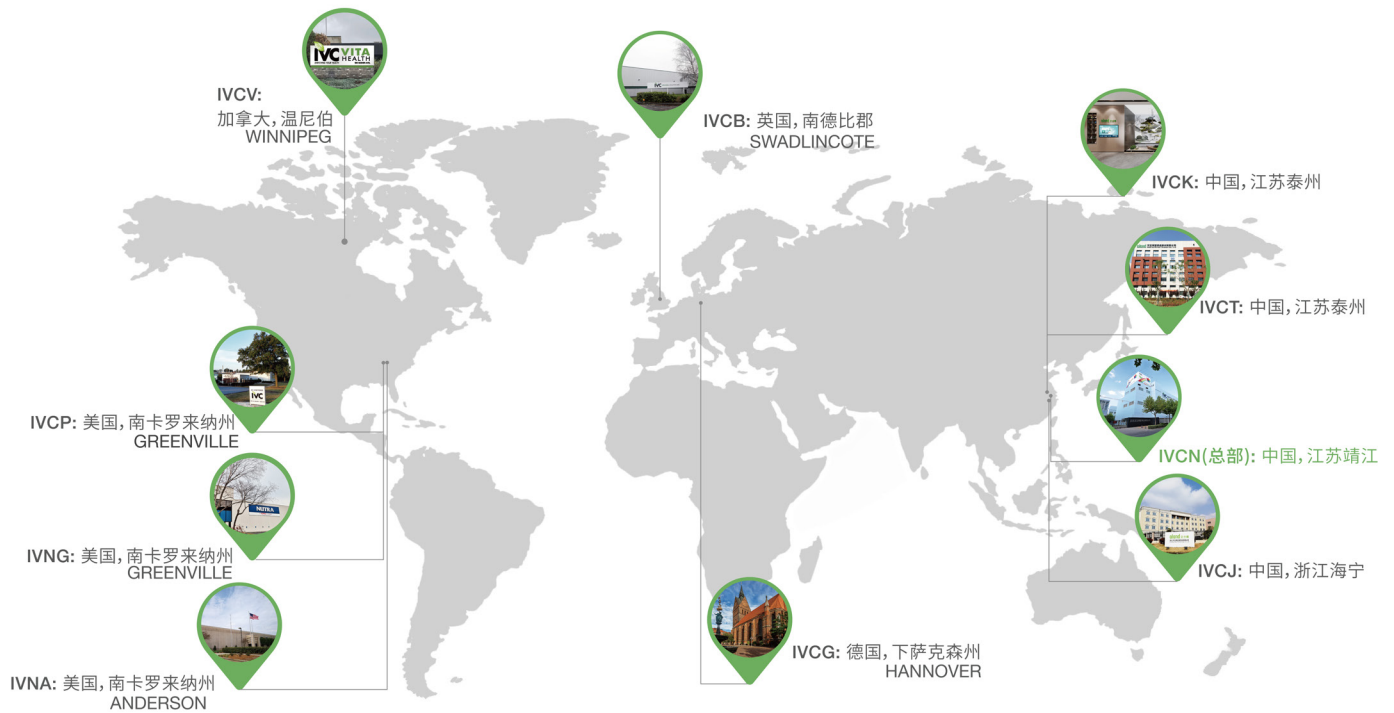 IVC VITA
HEALTH
IVCV:
加拿大，温尼伯
WINNIPEG
IVC
IVCB: 英国，南德比郡
SWADLINCOTE
IVCK: 中国，江苏泰州
IVCT: 中国，江苏泰州
IVC
IVCP: 美国，南卡罗来纳州
GREENVILLE
IVCN(总部): 中国，江苏靖江
NUTRA
IVNG: 美国，南卡罗来纳州
GREENVILLE
IVCJ: 中国，浙江海宁
IVCG: 德国，下萨克森州
HANNOVER
IVNA: 美国，南卡罗来纳州
ANDERSON